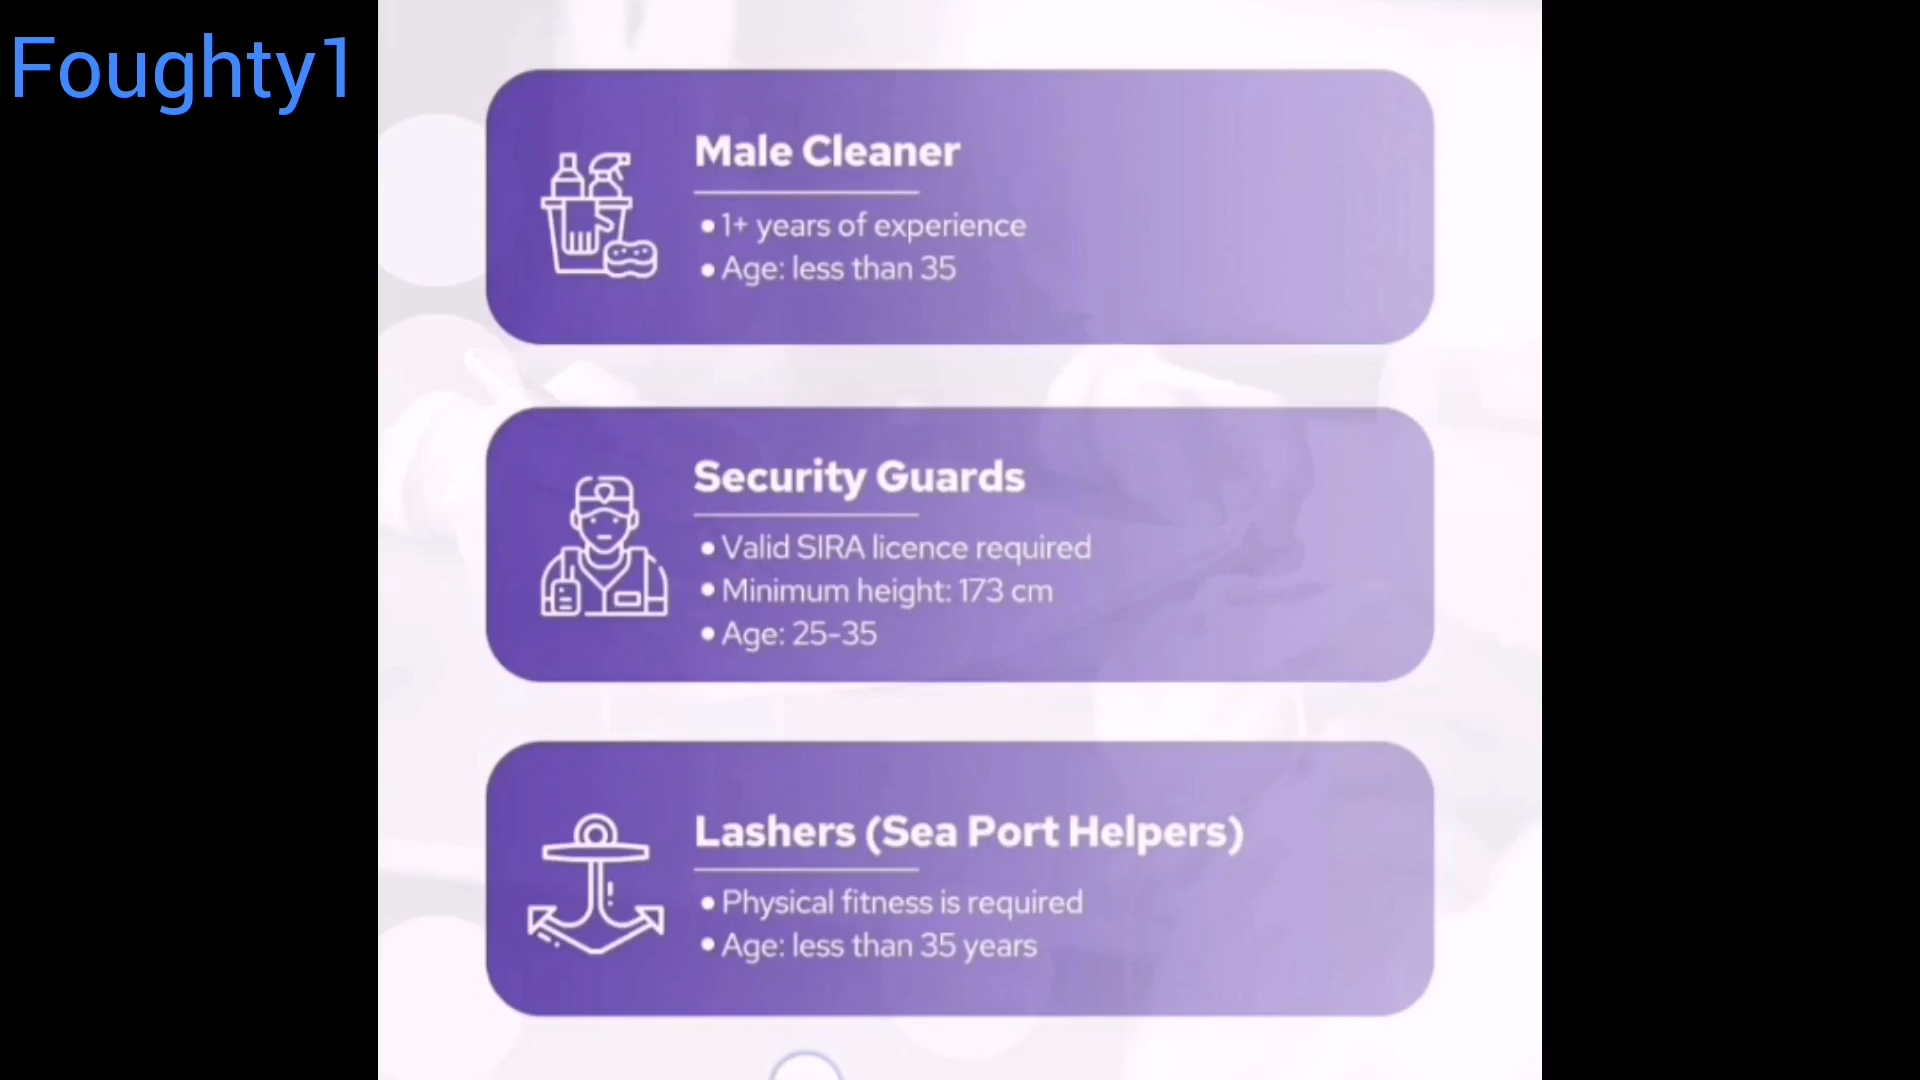 Foughty1
Male Cleaner
• 1+ years of experience
• Age: less than 35
Security Guards
• Valid SIRA licence required
• Minimum height: 173 cm
• Age: 25-35
Lashers (Sea Port Helpers)
• Physical fitness is required
• Age: less than 35 years